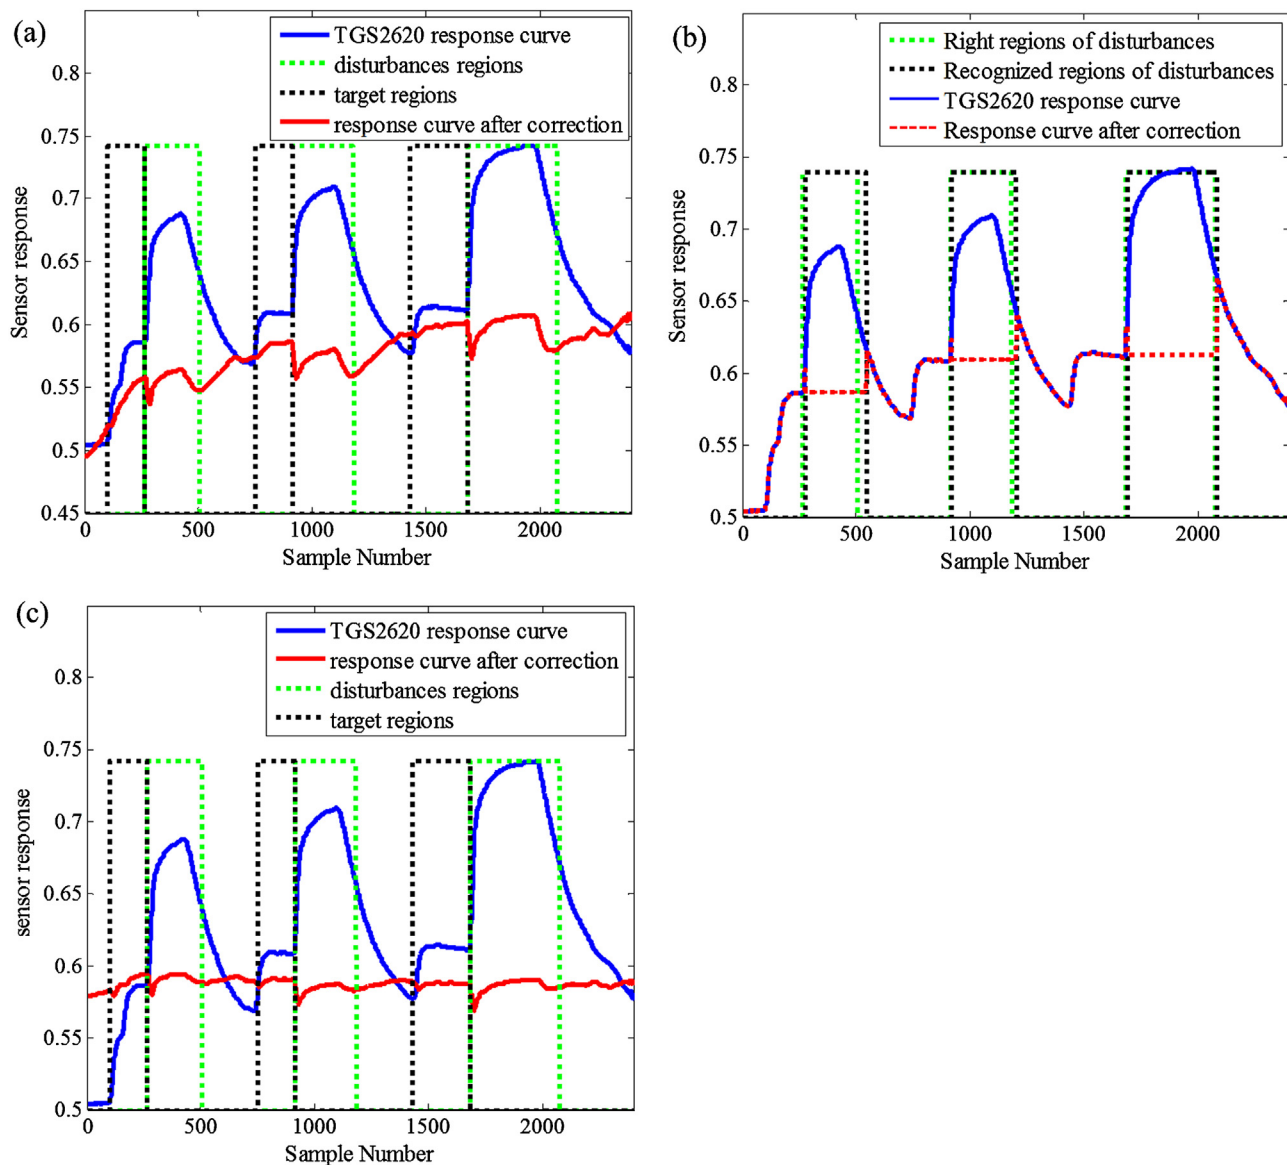 (a)
TGS2620 response curve
disturbances regions
target regions
response curve after correction
0.8
0.75
0.7
0.65
0.6
0.55
0.5
0.45
Sensor response
0
500
1000
1500
2000
Sample Number
(b)
Right regions of disturbances
Recognized regions of disturbances
TGS2620 response curve
Response curve after correction
0.8
0.75
0.7
0.65
0.6
0.55
0.5
Sensor response
0
500
1000
1500
2000
Sample Number
(c)
TGS2620 response curve
response curve after correction
disturbances regions
target regions
0.8
0.75
0.7
0.65
0.6
0.55
0.5
sensor response
0
500
1000
1500
2000
Sample Number